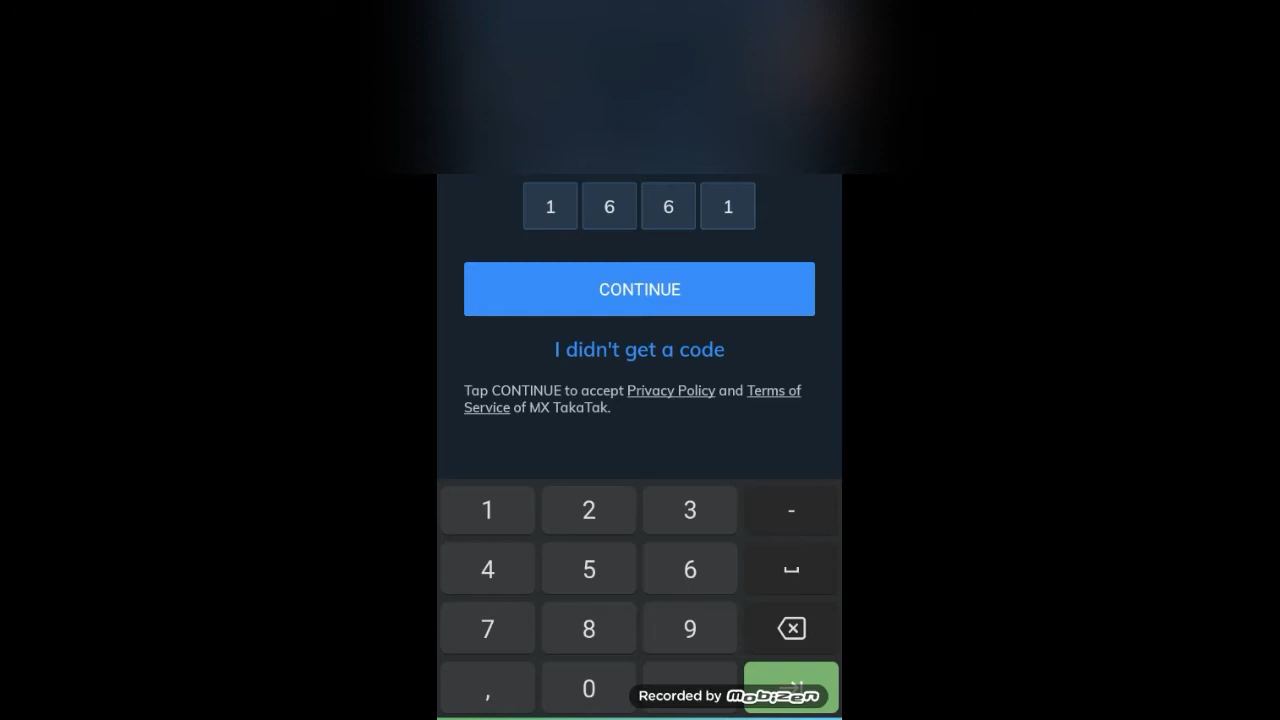 1 6 6 1
CONTINUE
I didn't get a code
Tap CONTINUE to accept Privacy Policy and Terms of
Service of MX TakaTak.
1 2 3 -
4 5 6
7 8 9
, 0
Recorded by mobizen